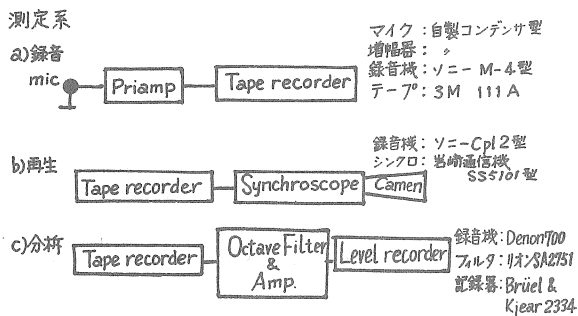 測定系
a)録音
mic
Priamp
Tape recorder
マイク：自製コンデンサ型
増幅器：〃
録音機：ソニーM-4型
テープ：3M 111A
b)再生
Tape recorder
Synchroscope
Camen
録音機：ソニーCpl2型
シンクロ：岩崎通信機
SS5101型
c)分析
Tape recorder
Octave Filter
&
Amp.
Level recorder
録音機：Denon700
フィルタ：リオンSA2751
記録器：Brüel &
Kjear 2334